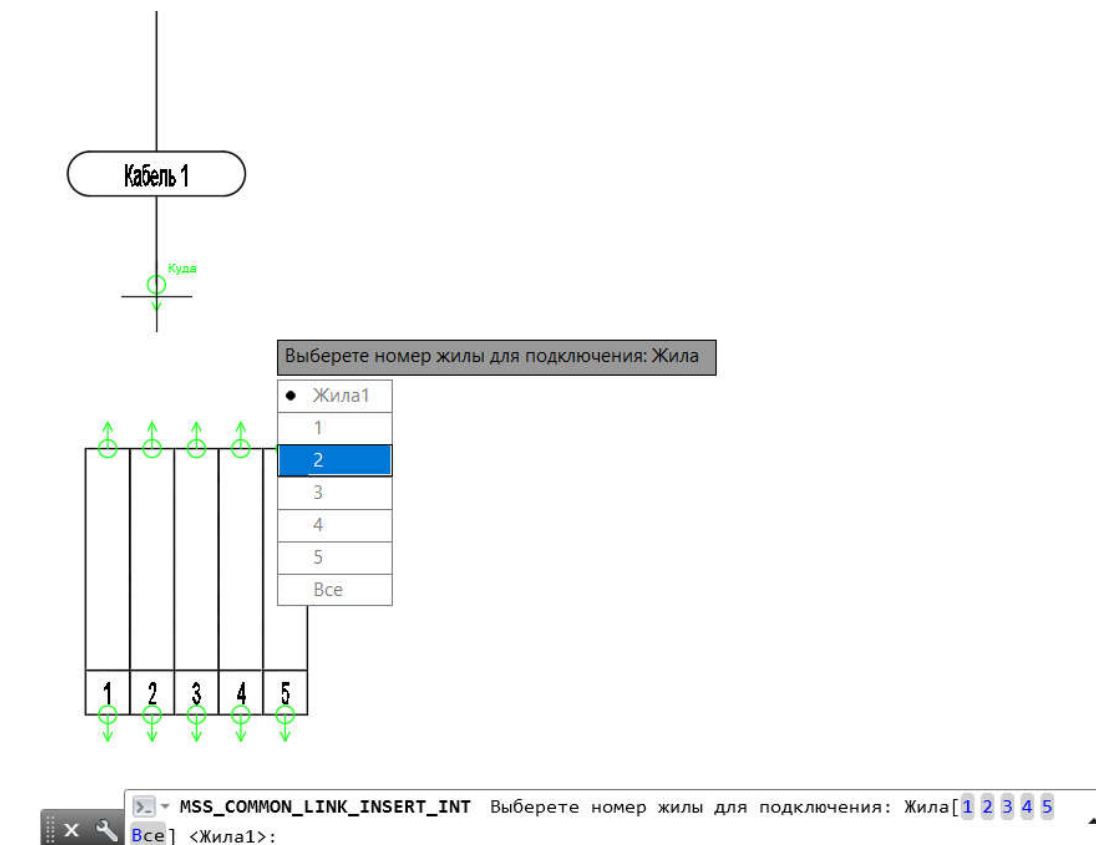 Кабель 1
Куда
Выберете номер жилы для подключения: Жила
Жила1
1
2
3
4
5
Все
1 2 3 4 5
MSS_COMMON_LINK_INSERT_INT Выберете номер жилы для подключения: Жила[1 2 3 4 5
Все] <Жила1>: